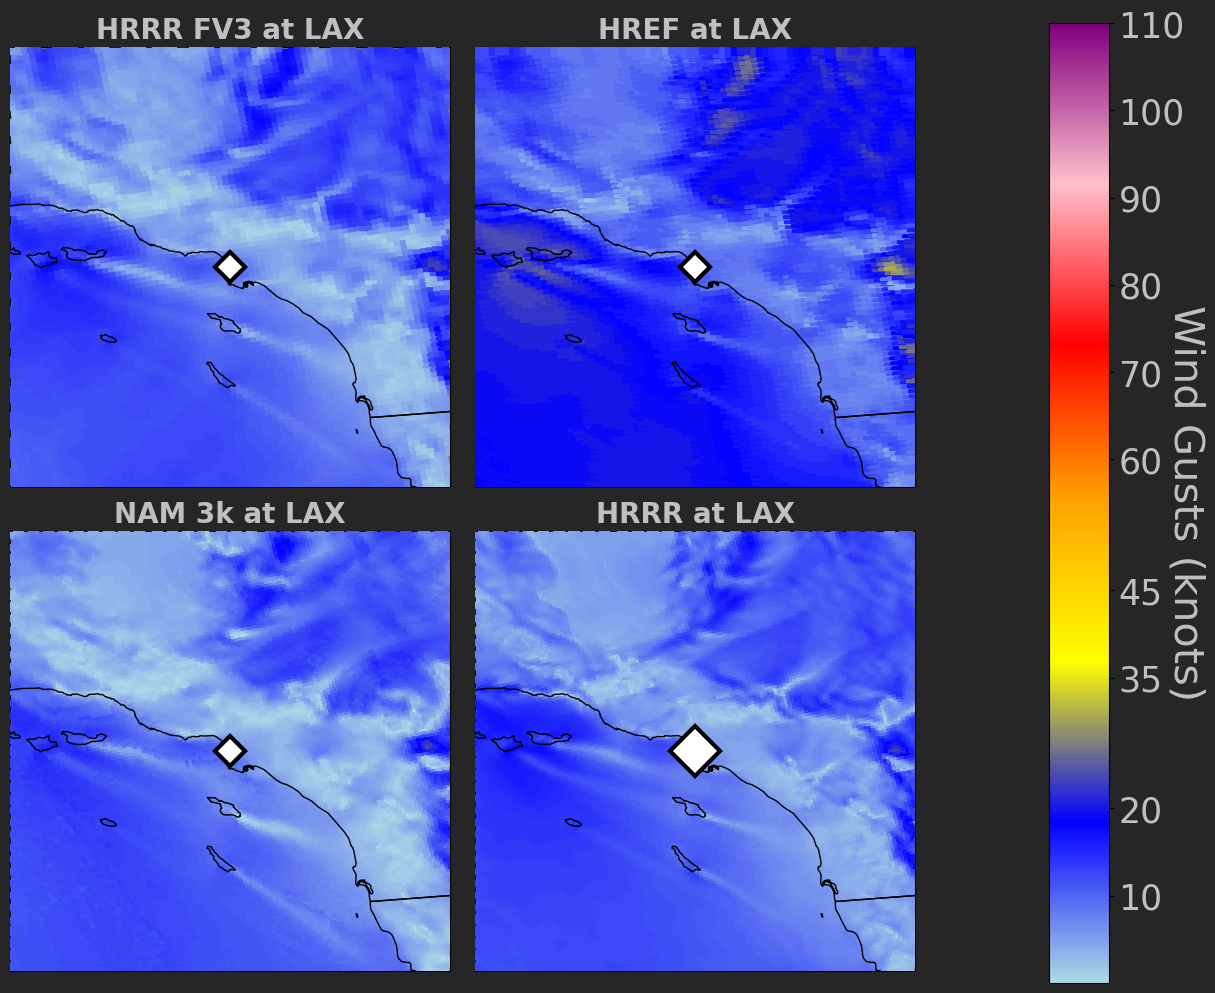 HRRR FV3 at LAX
HREF at LAX
NAM 3k at LAX
HRRR at LAX
110
100
90
80
70
60
45
35
20
10
Wind Gusts (knots)